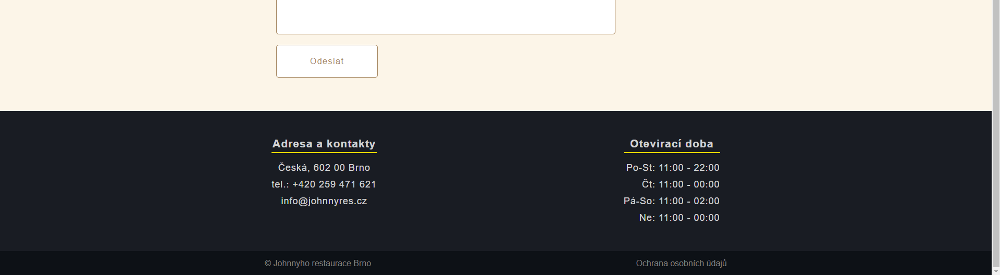 Odeslat
Adresa a kontakty
Česká, 602 00 Brno
tel.: +420 259 471 621
info@johnnyres.cz
Otevirací doba
Po-St: 11:00 - 22:00
Čt: 11:00 - 00:00
Pá-So: 11:00 - 02:00
Ne: 11:00 - 00:00
© Johnnyho restaurace Brno
Ochrana osobních údajů